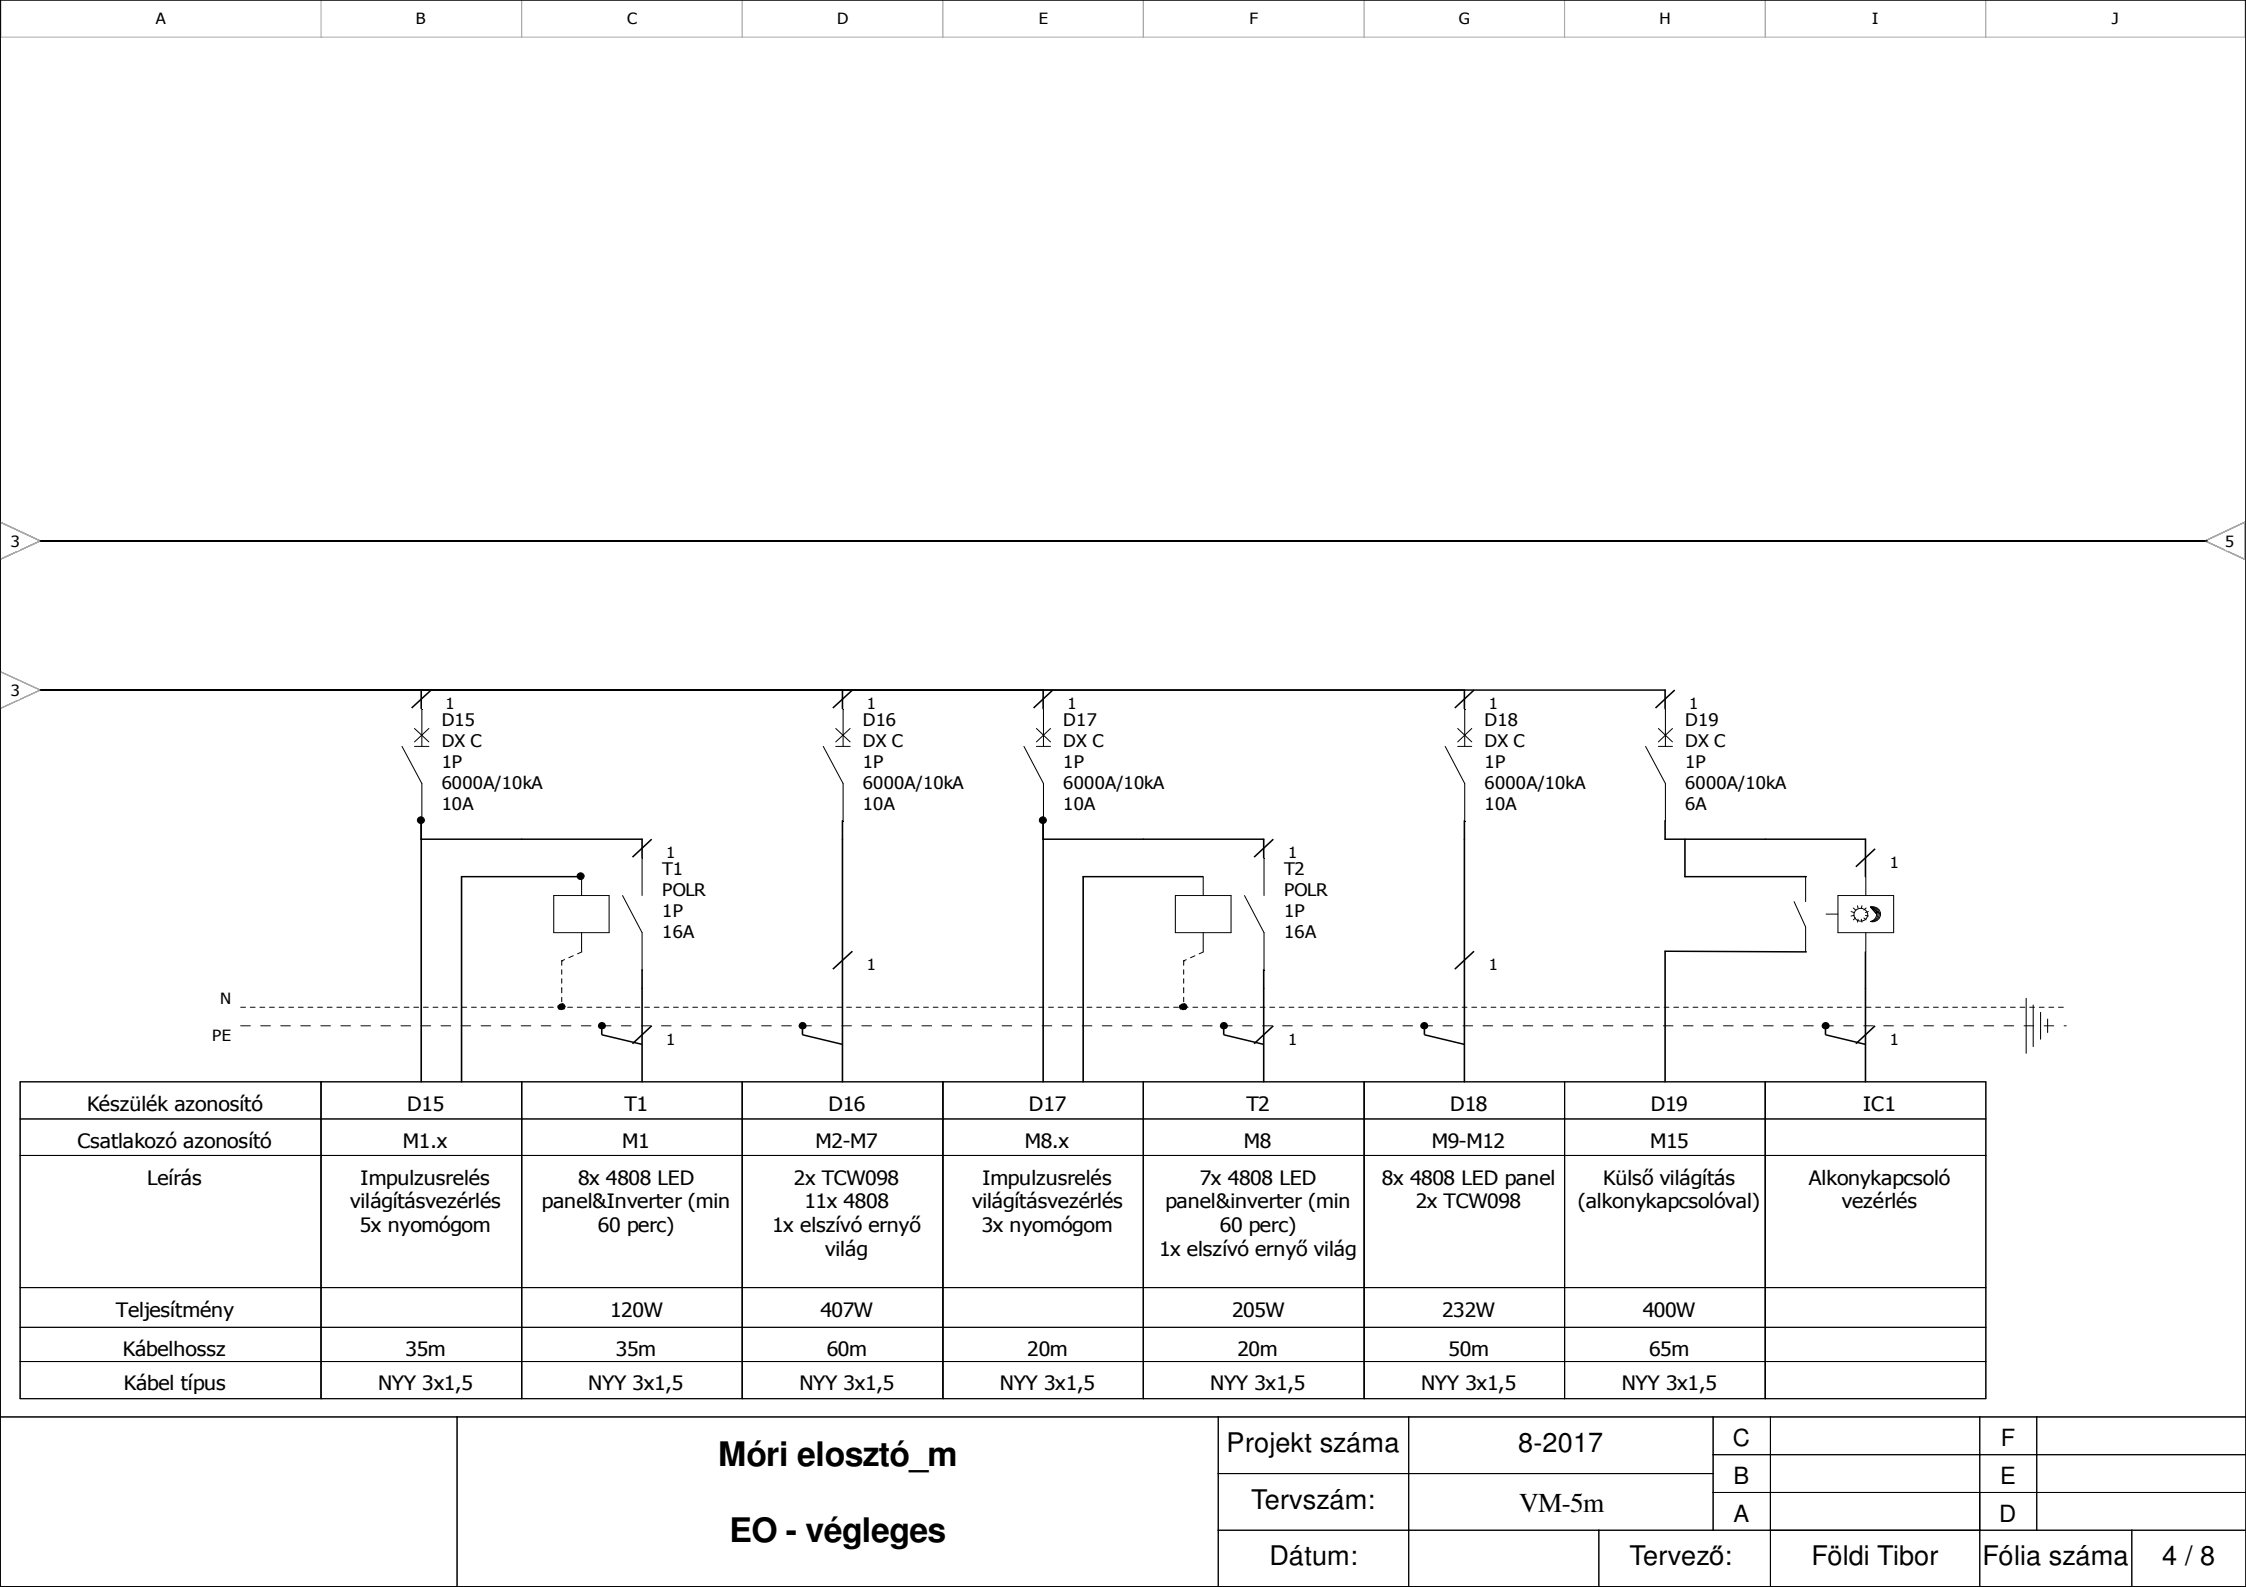 A B C D E F G H I J
3 5
3
1 1 1 1 1
D15 D16 D17 D18 D19
DX C DX C DX C DX C DX C
1P 1P 1P 1P 1P
6000A/10kA 6000A/10kA 6000A/10kA 6000A/10kA 6000A/10kA
10A 10A 10A 10A 6A
1 1 1
T1 T2
POLR POLR
1P 1P
16A 16A
1 1
N
PE 1 1 1
Készülék azonosító D15 T1 D16 D17 T2 D18 D19 IC1
Csatlakozó azonosító M1.x M1 M2-M7 M8.x M8 M9-M12 M15
Leírás Impulzusrelés 8x 4808 LED 2x TCW098 Impulzusrelés 7x 4808 LED 8x 4808 LED panel Külső világítás Alkonykapcsoló
világításvezérlés panel&Inverter (min 11x 4808 világításvezérlés panel&inverter (min 2x TCW098 (alkonykapcsolóval) vezérlés
5x nyomógom 60 perc) 1x elszívó ernyő 3x nyomógom 60 perc)
világ 1x elszívó ernyő világ
Teljesítmény 120W 407W 205W 232W 400W
Kábelhossz 35m 35m 60m 20m 20m 50m 65m
Kábel típus NYY 3x1,5 NYY 3x1,5 NYY 3x1,5 NYY 3x1,5 NYY 3x1,5 NYY 3x1,5 NYY 3x1,5
Móri elosztó_m
EO - végleges
Projekt száma 8-2017 C F
B E
Tervszám: VM-5m A D
Dátum: Tervező: Földi Tibor Fólia száma 4 / 8